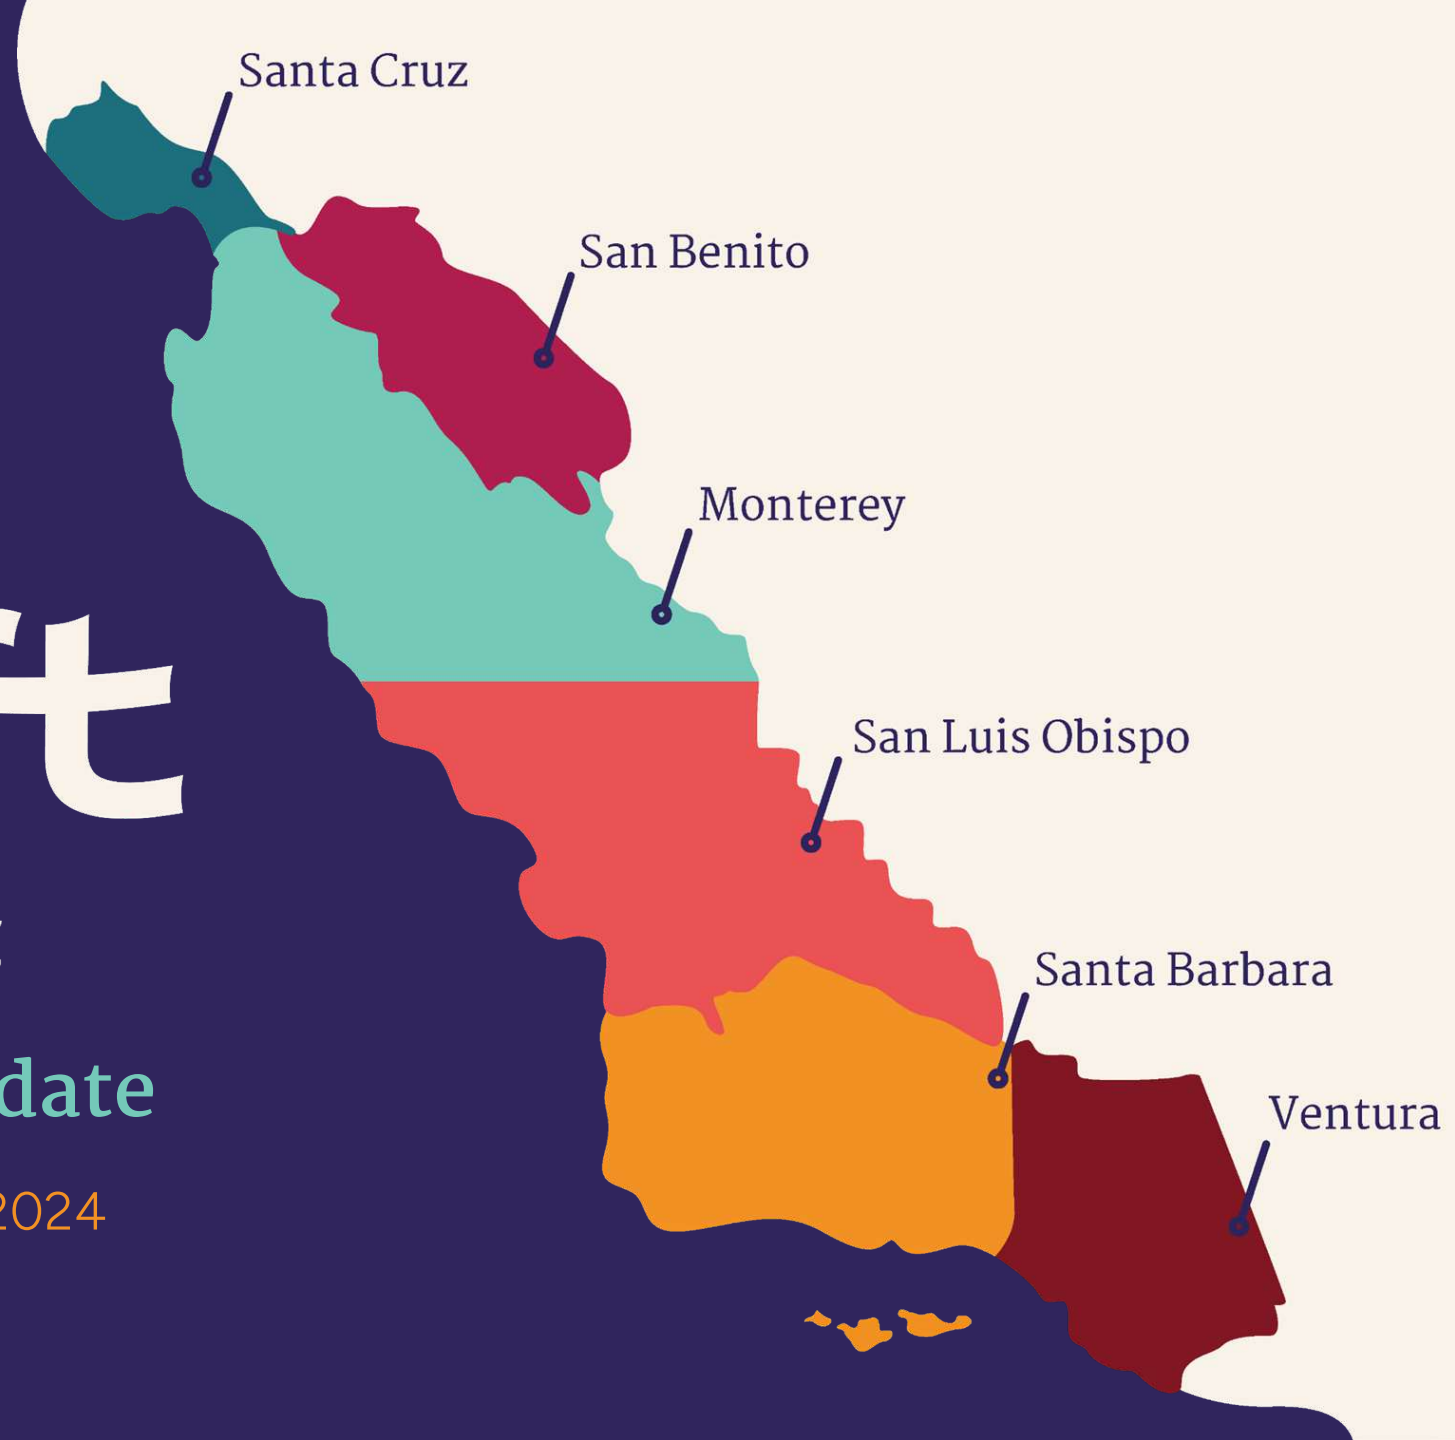 Santa Cruz
San Benito
Monterey
San Luis Obispo
Santa Barbara
date
Ventura
2024